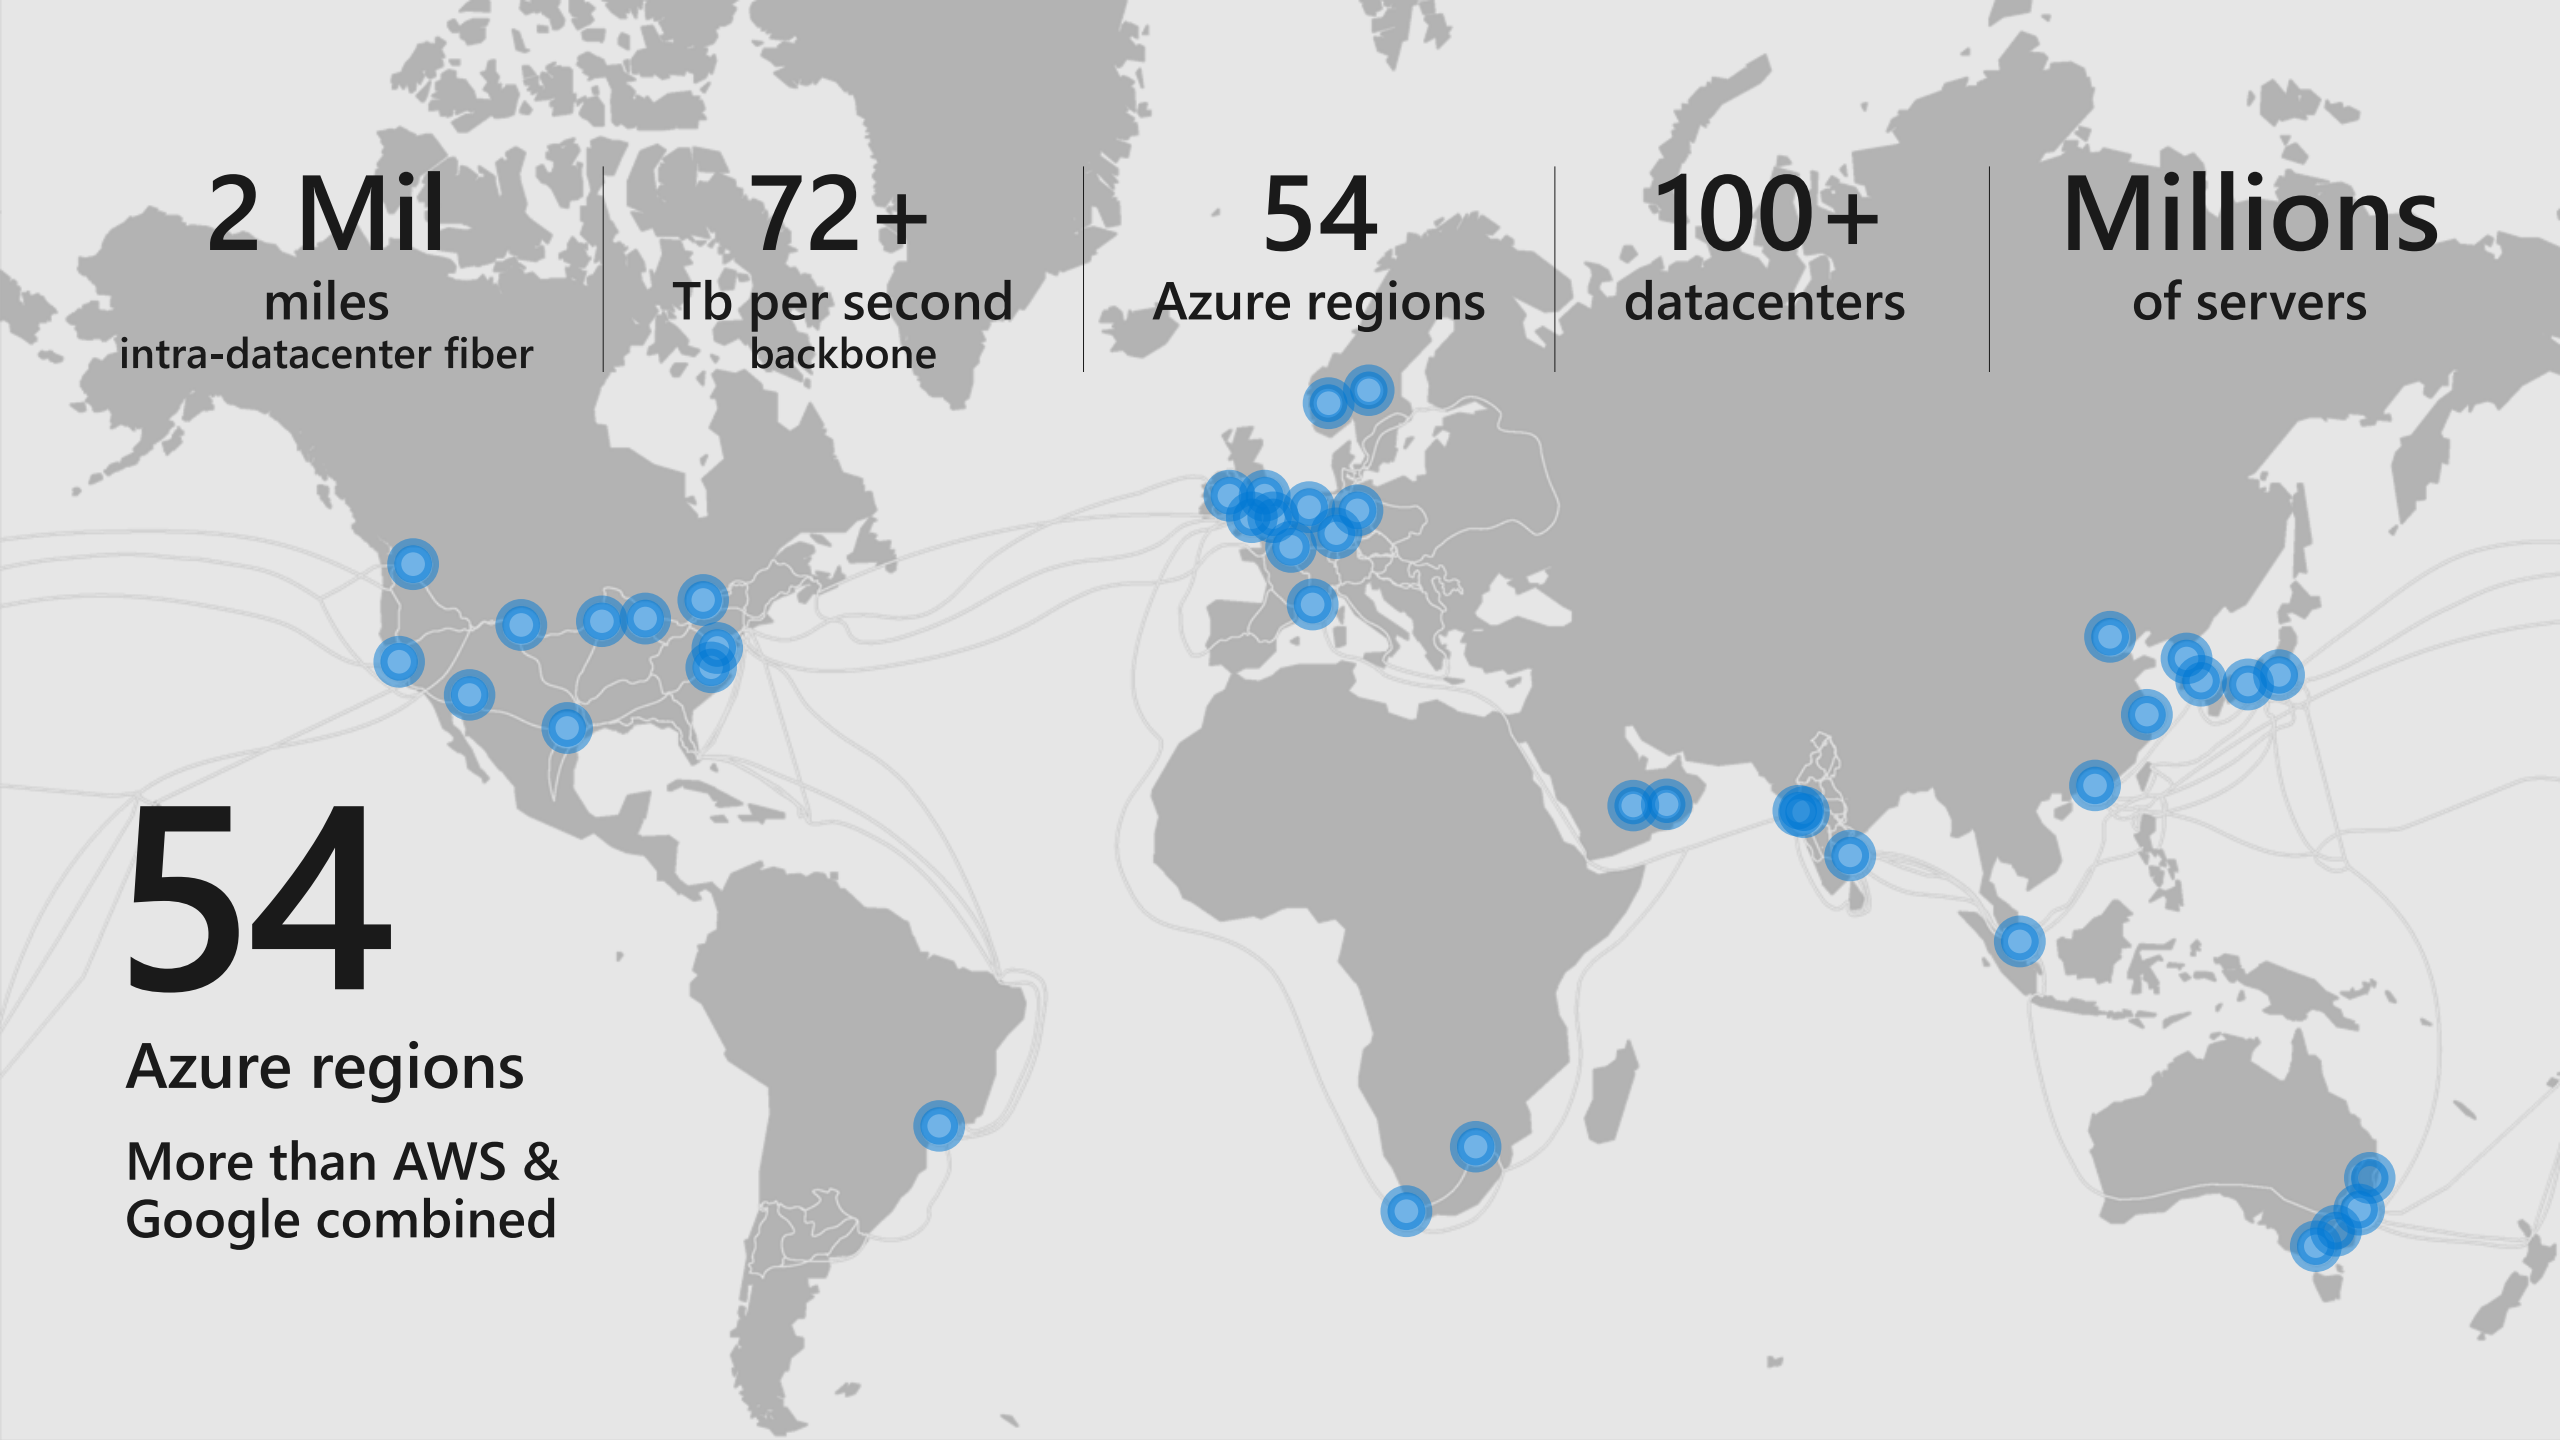 2 Mil
miles
intra-datacenter fiber
72+
Tb per second
backbone
54
Azure regions
100+
datacenters
Millions
of servers
54
Azure regions
More than AWS &
Google combined